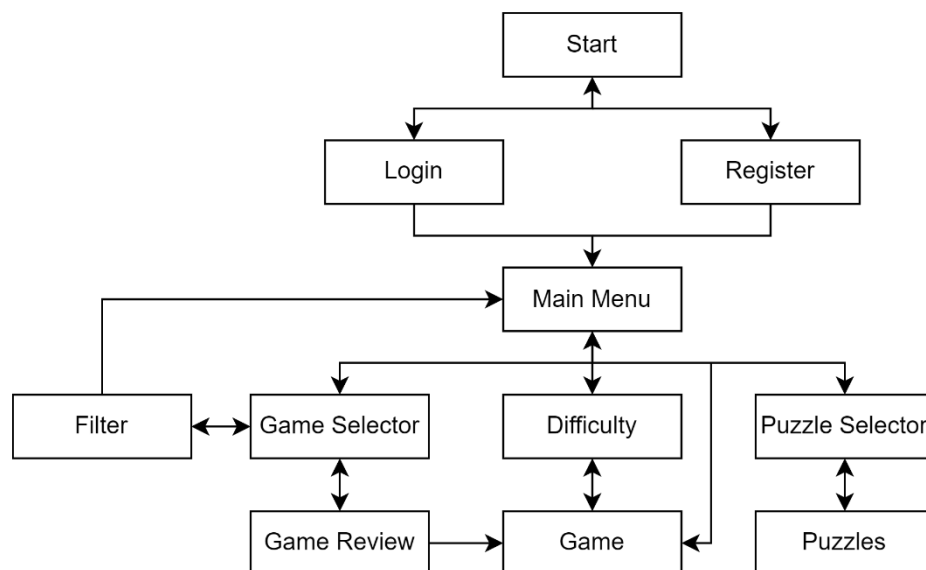 Start
Login
Register
Main Menu
Filter
Game Selector
Difficulty
Puzzle Selector
Game Review
Game
Puzzles